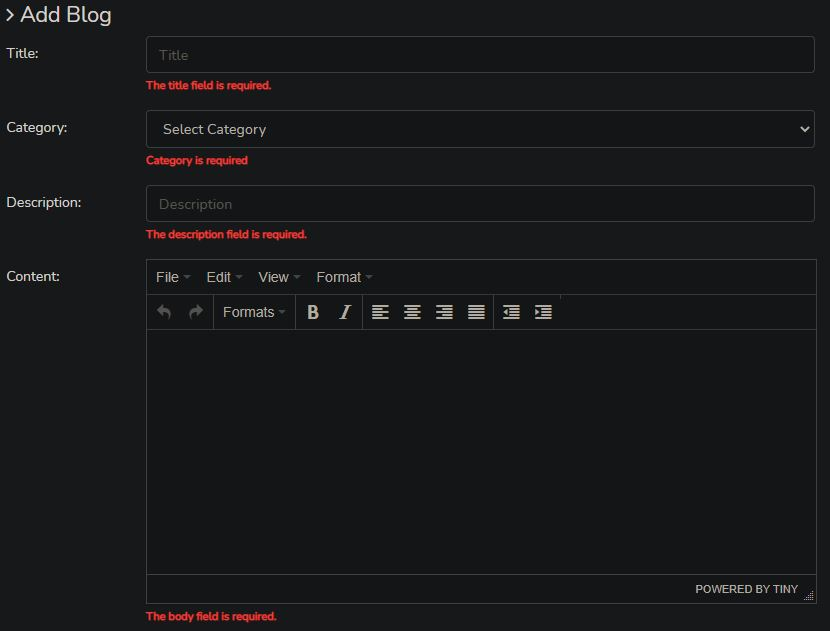 Add Blog
Title:
Title
The title field is required.
Category:
Select Category
Category is required
Description:
Description
The description field is required.
Content:
File Edit View Format
Formats B I
POWERED BY TINY
The body field is required.